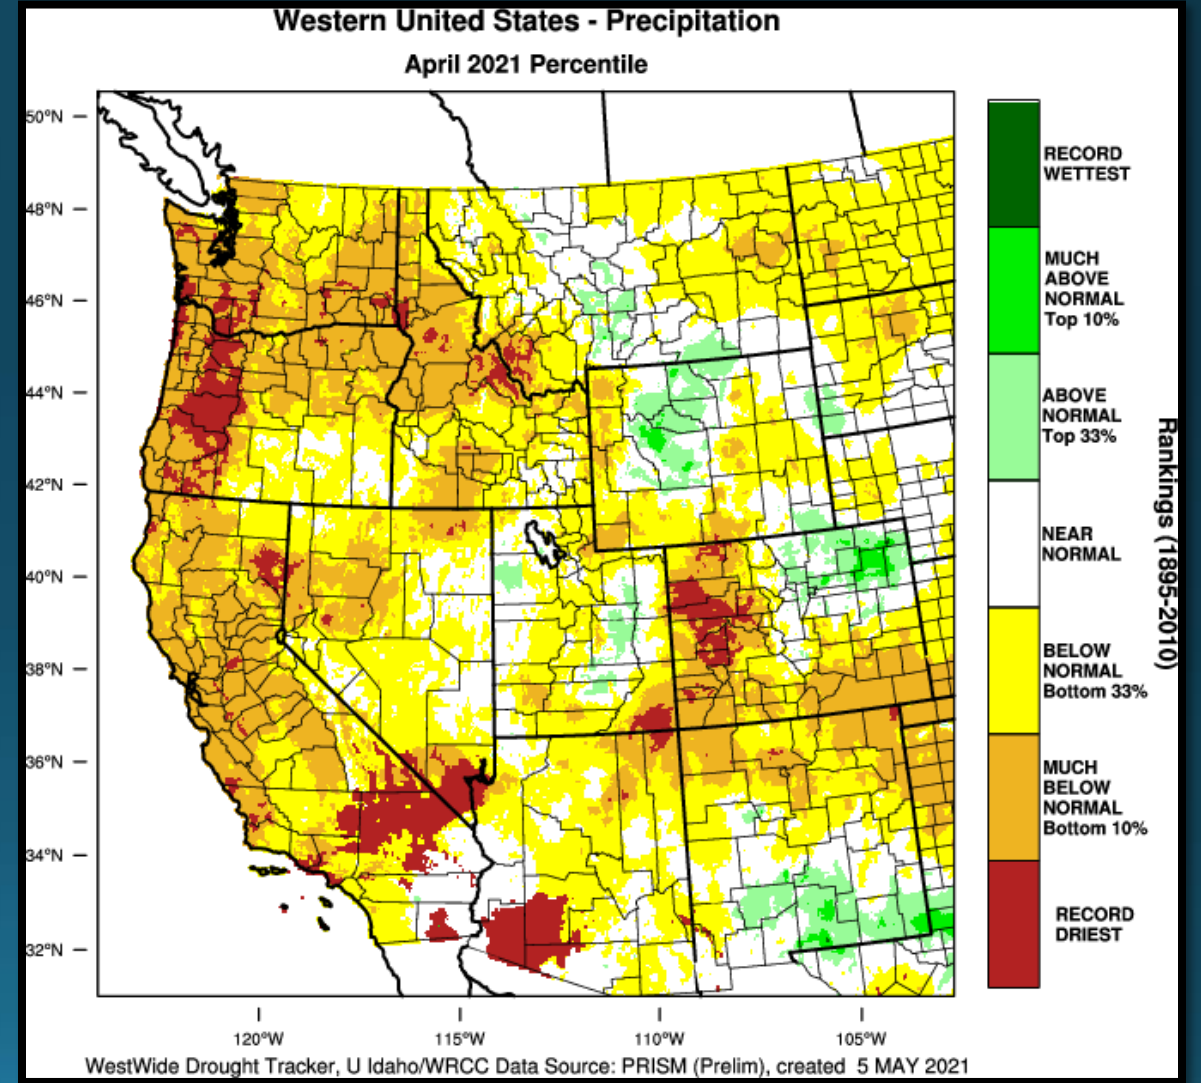 Western United States - Precipitation
April 2021 Percentile
50°N
48°N
46°N
44°N
42°N
40°N
38°N
36°N
34°N
32°N
120°W
115°W
110°W
105°W
RECORD
WETTEST
MUCH
ABOVE
NORMAL
Top 10%
ABOVE
NORMAL
Top 33%
NEAR
NORMAL
BELOW
NORMAL
Bottom 33%
MUCH
BELOW
NORMAL
Bottom 10%
RECORD
DRIEST
Rankings (1895-2010)
WestWide Drought Tracker, U Idaho/WRCC Data Source: PRISM (Prelim), created 5 MAY 2021